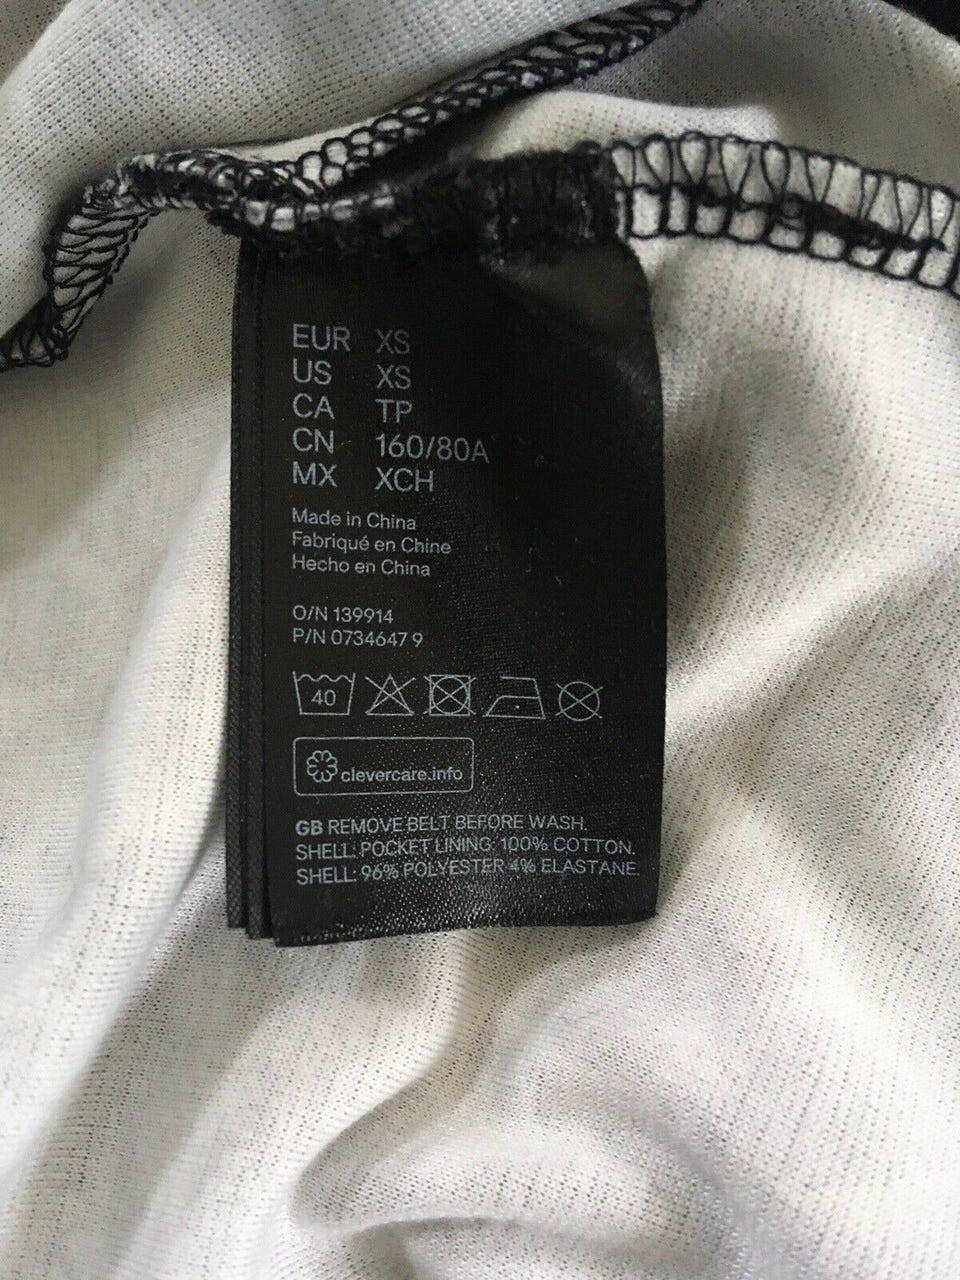 EUR XS
US XS
CA TP
CN 160/80A
MX XCH
Made in China
Fabriqué en Chine
Hecho en China
O/N 139914
P/N 0734647 9
40
clevercare.info
GB REMOVE BELT BEFORE WASH.
SHELL: POCKET LINING: 100% COTTON.
SHELL: 96% POLYESTER 4% ELASTANE.